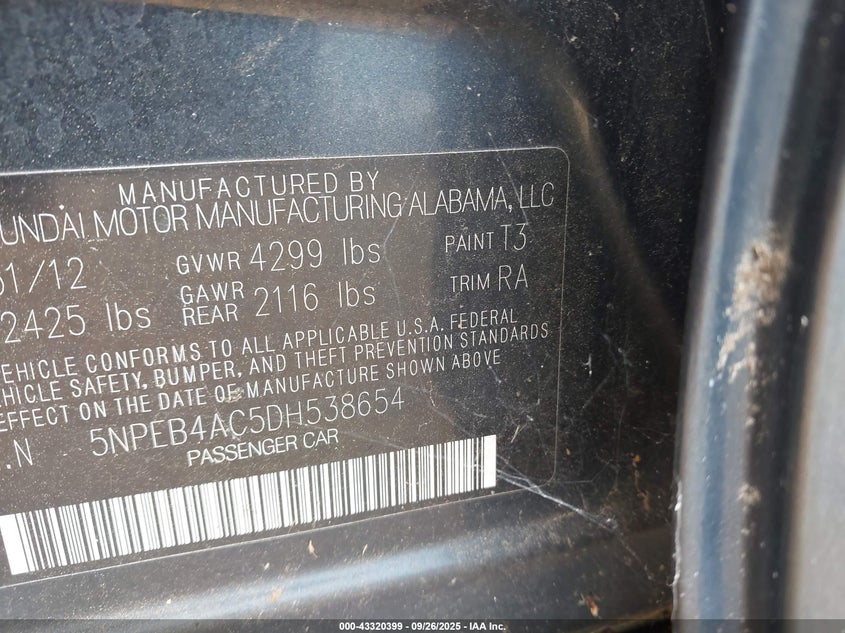 MANUFACTURED BY
UNDAI MOTOR MANUFACTURING ALABAMA, LLC
/12 GVWR 4299 lbs PAINT T3
2425 lbs GAWR REAR 2116 lbs TRIM RA
EHICLE CONFORMS TO ALL APPLICABLE U.S.A. FEDERAL
HICLE SAFETY, BUMPER, AND THEFT PREVENTION STANDARDS
EFFECT ON THE DATE OF MANUFACTURE SHOWN ABOVE
.N 5NPEB4AC5DH538654
PASSENGER CAR
000-43320399 - 09/26/2025 - IAA Inc.